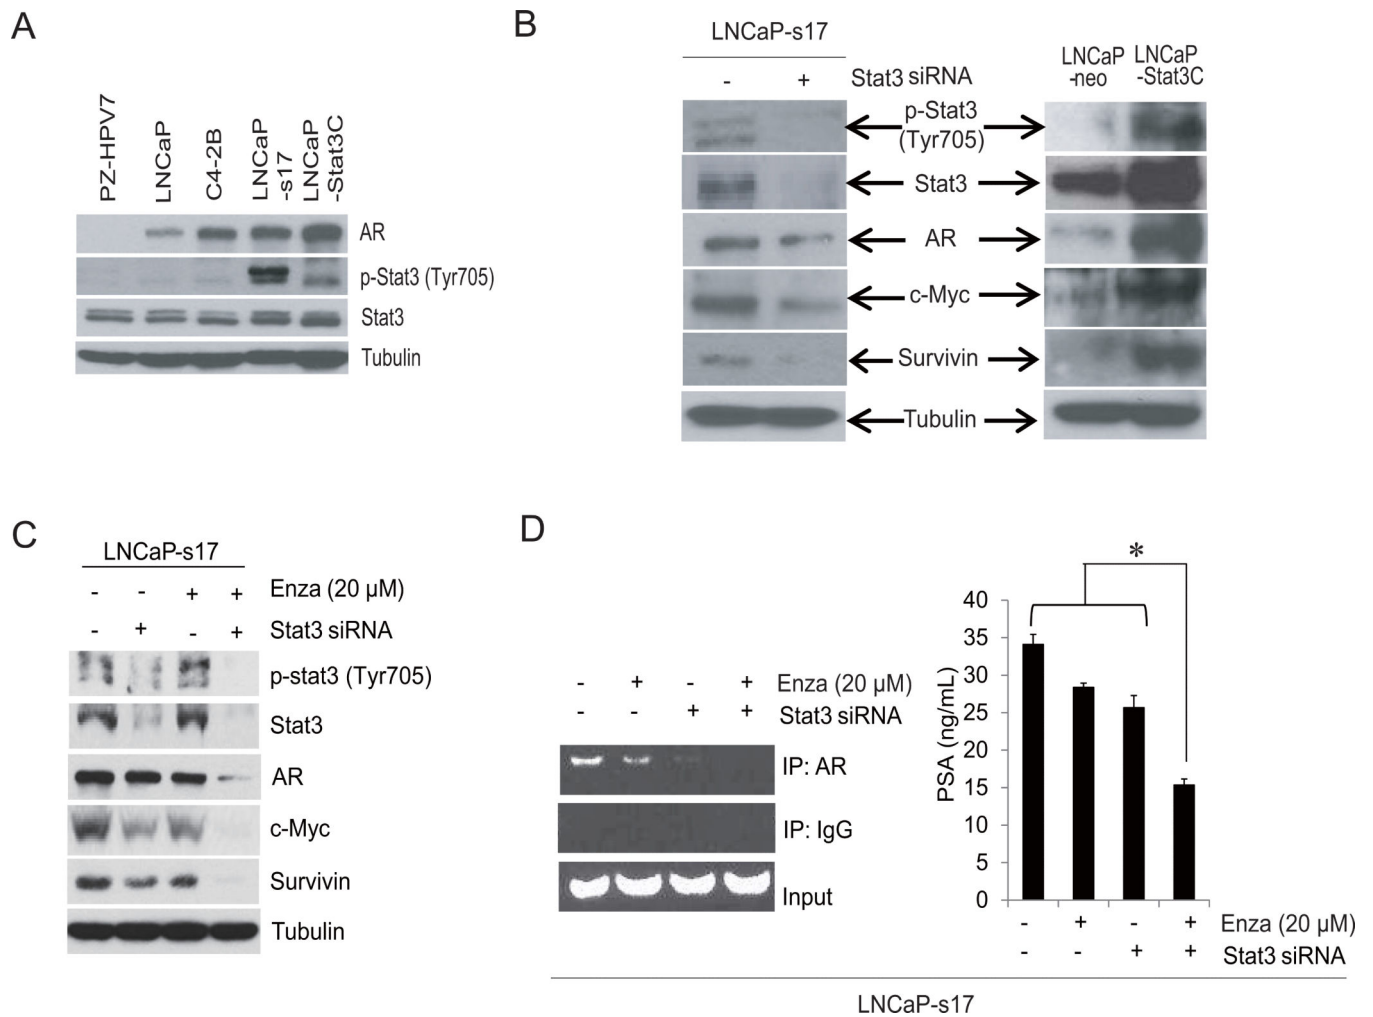 A
PZ-HPV7
LNCaP
C4-2B
LNCaP
-s17
LNCaP
-Stat3C
AR
p-Stat3 (Tyr705)
Stat3
Tubulin
B
LNCaP-s17
- + Stat3 siRNA
LNCaP
-neo
LNCaP
-Stat3C
p-Stat3
(Tyr705)
Stat3
AR
c-Myc
Survivin
Tubulin
C
LNCaP-s17
- - + + Enza (20 µM)
- + - + Stat3 siRNA
p-stat3 (Tyr705)
Stat3
AR
c-Myc
Survivin
Tubulin
D
- + - + Enza (20 µM)
- - + + Stat3 siRNA
IP: AR
IP: IgG
Input
*
PSA (ng/mL)
40
35
30
25
20
15
10
5
0
- + - + Enza (20 µM)
- - + + Stat3 siRNA
LNCaP-s17